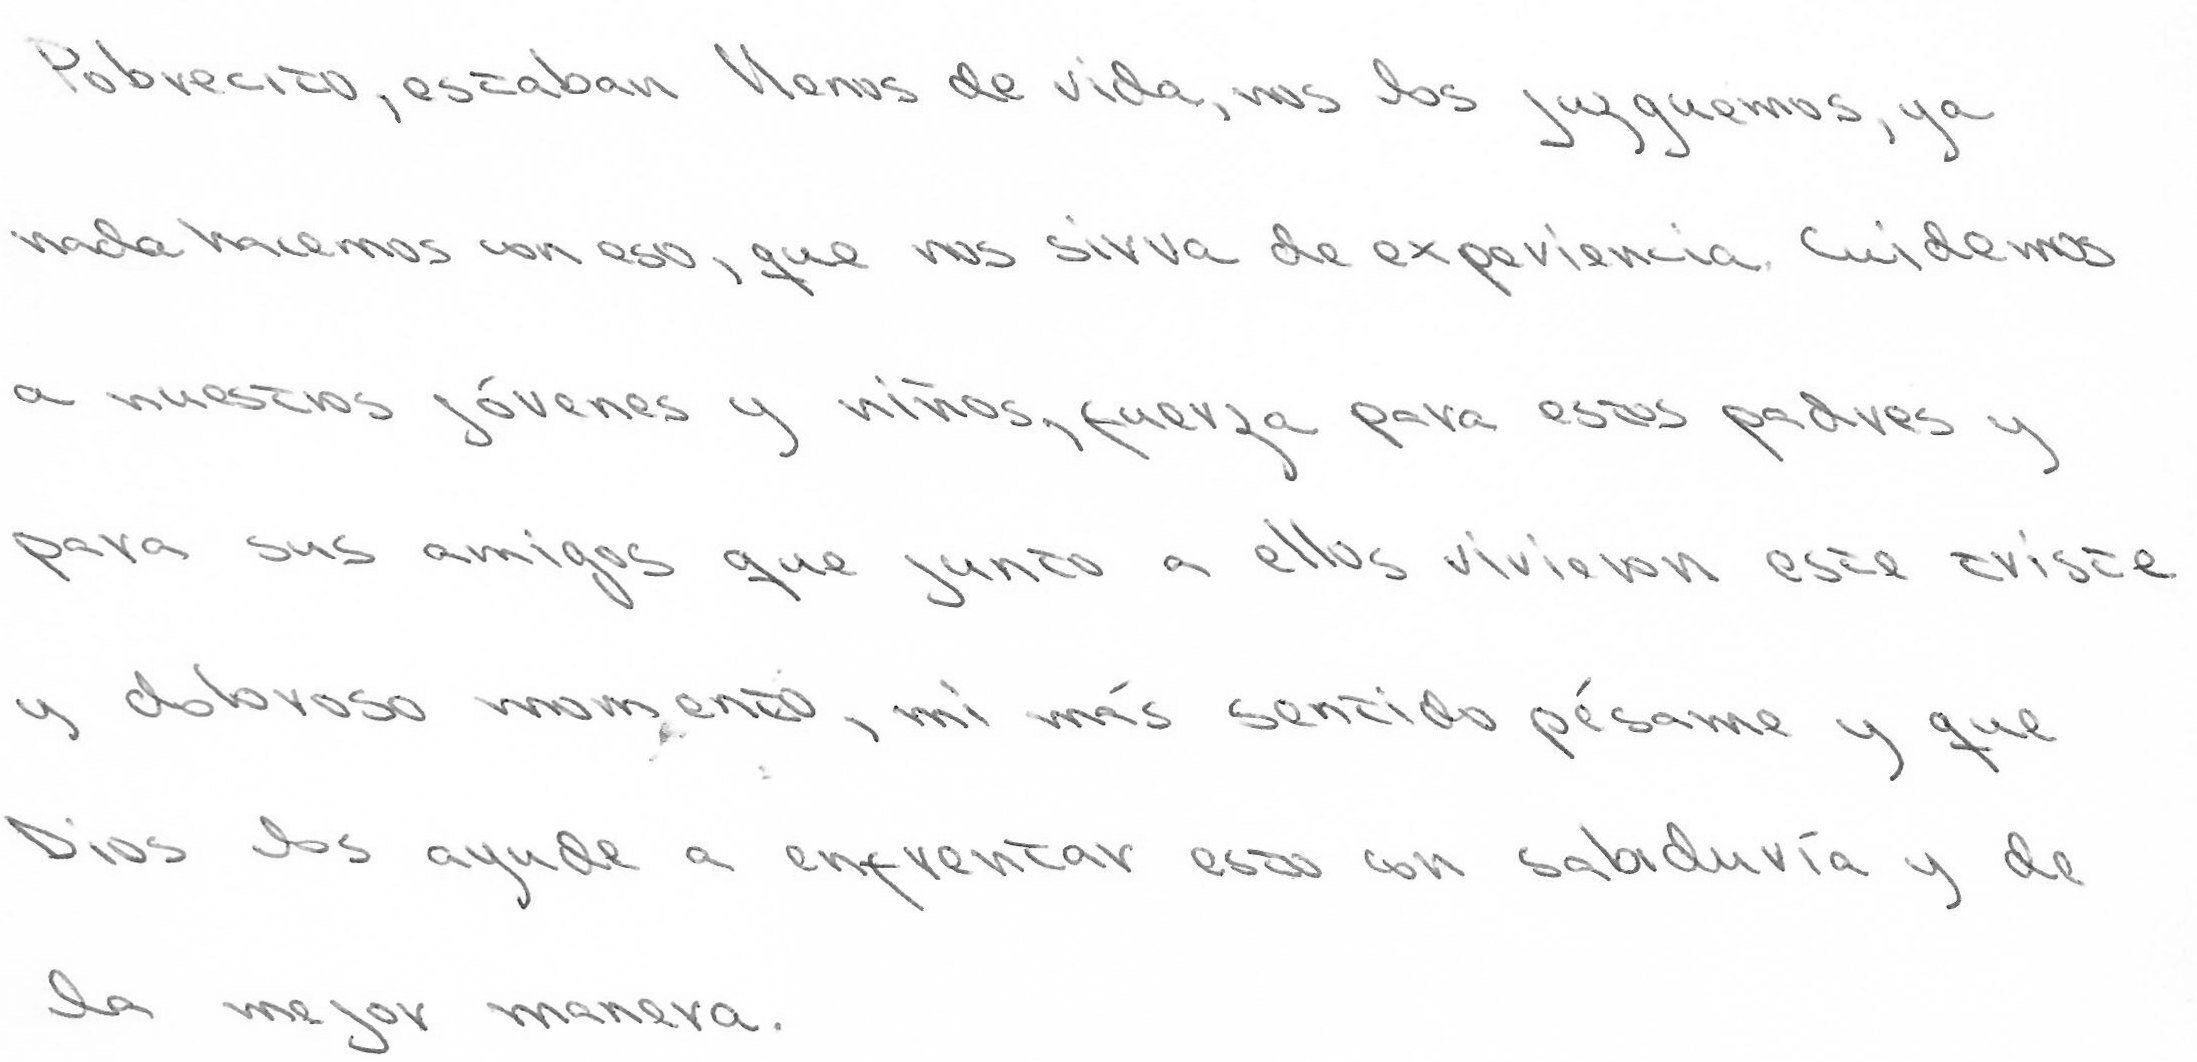 Pobrecito, estaban llenos de vida, nos los juzguemos, ya
nada hacemos con eso, que nos sirva de experiencia. Cuidemos
a nuestros jóvenes y niños, fuerza para estos padres y
para sus amigos que junto a ellos vivieron este triste
y doloroso momento, mi más sentido pésame y que
Dios los ayude a enfrentar esto con sabiduría y de
la mejor manera.